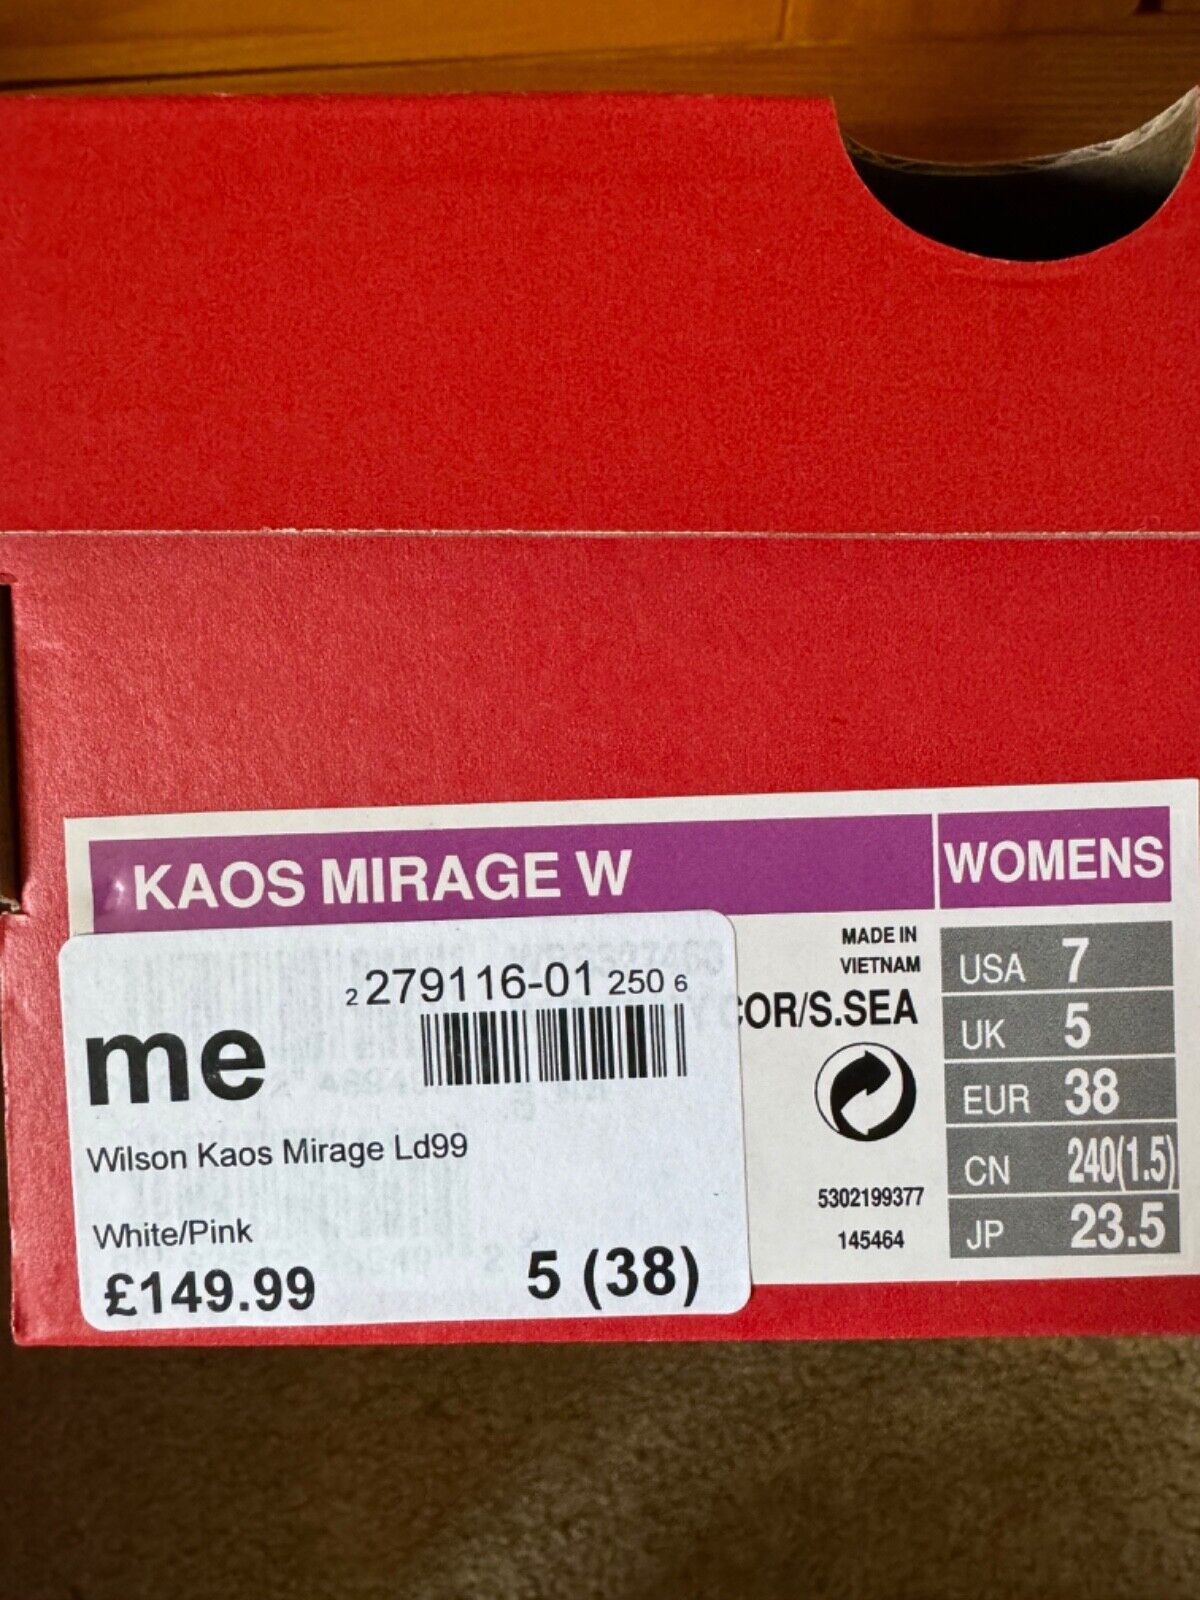 KAOS MIRAGE W
WOMENS
2 279116-01 250 6
me
Wilson Kaos Mirage Ld99
White/Pink
£149.99
5 (38)
MADE IN
VIETNAM
COR/S.SEA
5302199377
145464
USA 7
UK 5
EUR 38
CN 240(1.5)
JP 23.5